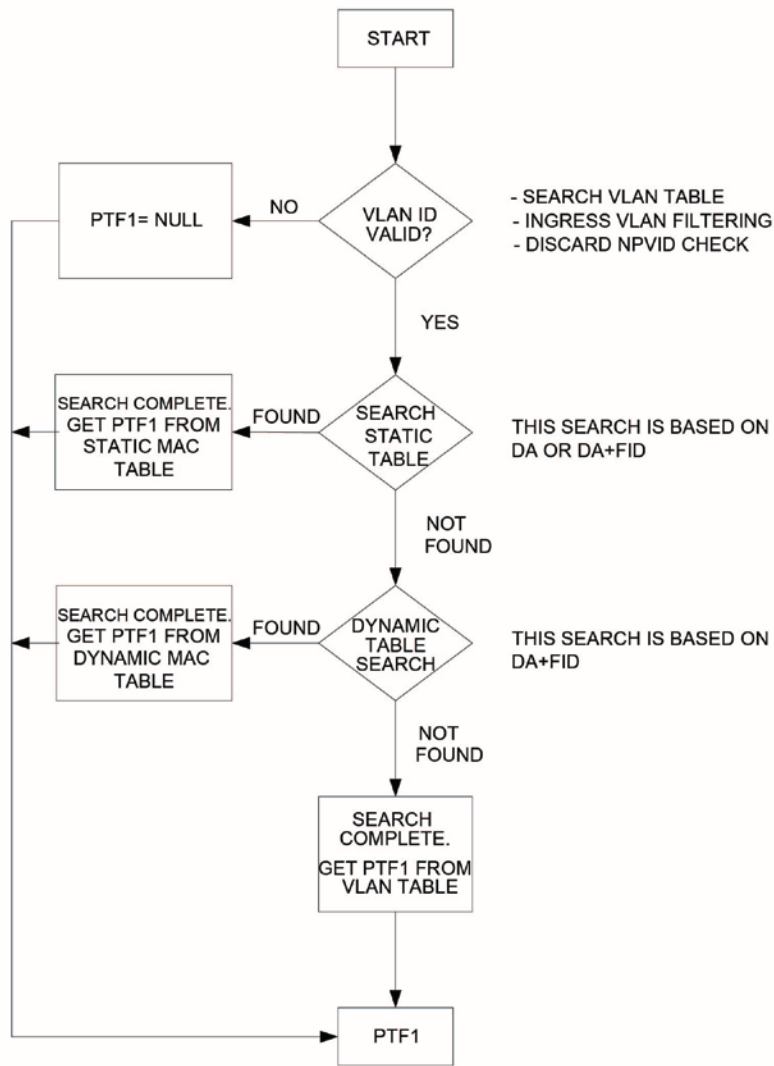 START
PTF1= NULL
NO
VLAN ID
VALID?
- SEARCH VLAN TABLE
- INGRESS VLAN FILTERING
- DISCARD NPVID CHECK
YES
SEARCH COMPLETE.
GET PTF1 FROM
STATIC MAC
TABLE
FOUND
SEARCH
STATIC
TABLE
THIS SEARCH IS BASED ON
DA OR DA+FID
NOT
FOUND
SEARCH COMPLETE.
GET PTF1 FROM
DYNAMIC MAC
TABLE
FOUND
DYNAMIC
TABLE
SEARCH
THIS SEARCH IS BASED ON
DA+FID
NOT
FOUND
SEARCH
COMPLETE.
GET PTF1 FROM
VLAN TABLE
PTF1